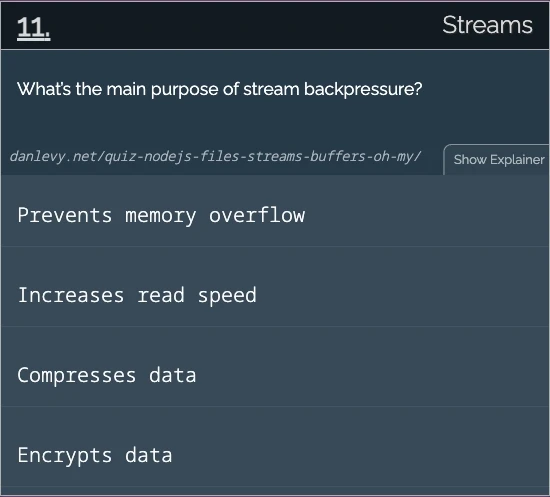 11.
Streams
What's the main purpose of stream backpressure?
danlevy.net/quiz-nodejs-files-streams-buffers-oh-my/
Show Explainer
Prevents memory overflow
Increases read speed
Compresses data
Encrypts data